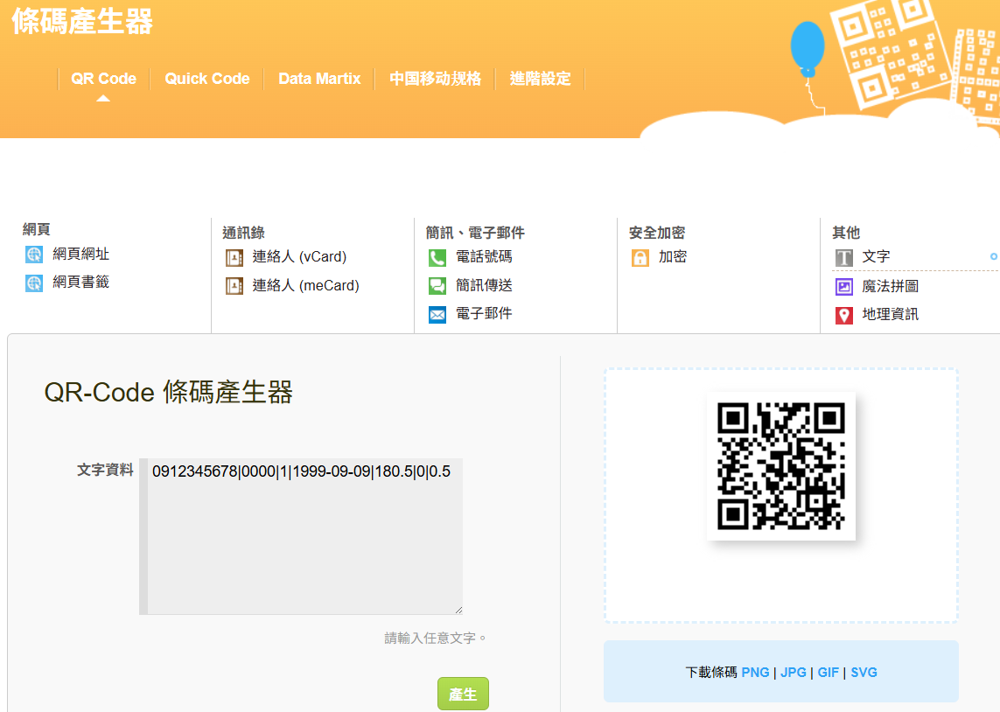 條碼產生器
QR Code
Quick Code
Data Martix
中国移动规格
進階設定
網頁
網頁網址
網頁書籤
通訊錄
連絡人 (vCard)
連絡人 (meCard)
簡訊、電子郵件
電話號碼
簡訊傳送
電子郵件
安全加密
加密
其他
文字
魔法拼圖
地理資訊
QR-Code 條碼產生器
文字資料
0912345678|0000|1|1999-09-09|180.5|0|0.5
請輸入任意文字。
產生
下載條碼 PNG | JPG | GIF | SVG